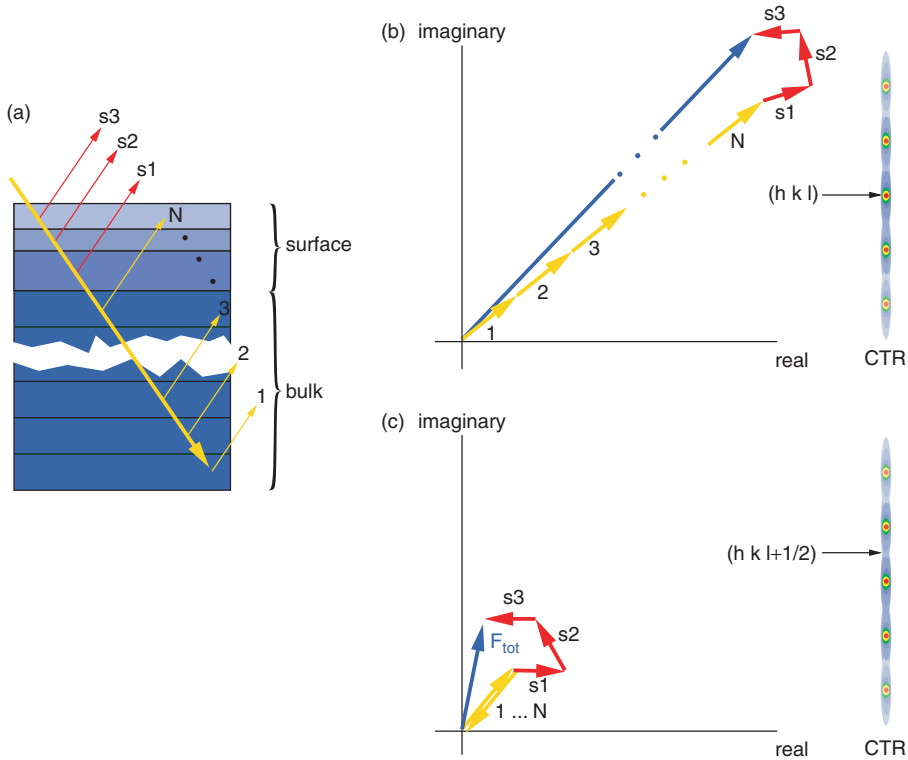 (a)
s3
s2
s1
N
surface
3
2
1
bulk
(b) imaginary
s3
s2
s1
N
3
2
1
real
(h k l)
CTR
(c) imaginary
s3
s2
F_tot
s1
1 ... N
real
(h k l+1/2)
CTR